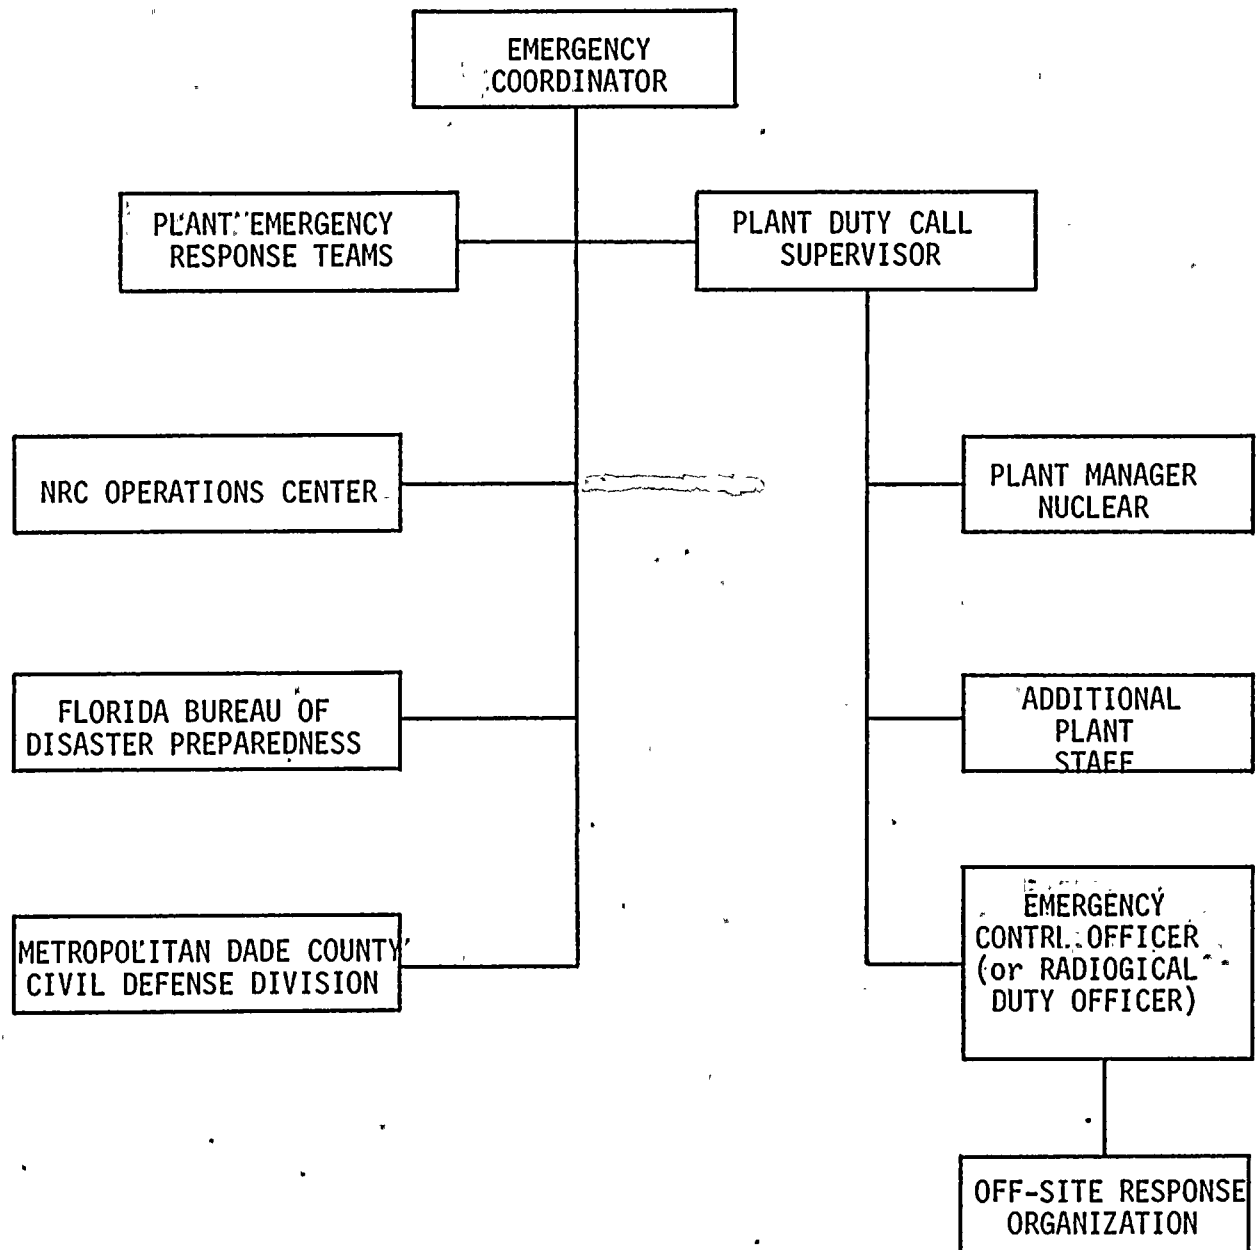 EMERGENCY
COORDINATOR
PLANT EMERGENCY
RESPONSE TEAMS
PLANT DUTY CALL
SUPERVISOR
NRC OPERATIONS CENTER
PLANT MANAGER
NUCLEAR
FLORIDA BUREAU OF
DISASTER PREPAREDNESS
ADDITIONAL
PLANT
STAFF
METROPOLITAN DADE COUNTY
CIVIL DEFENSE DIVISION
EMERGENCY
CONTRL OFFICER
(or RADIOGICAL
DUTY OFFICER)
OFF-SITE RESPONSE
ORGANIZATION